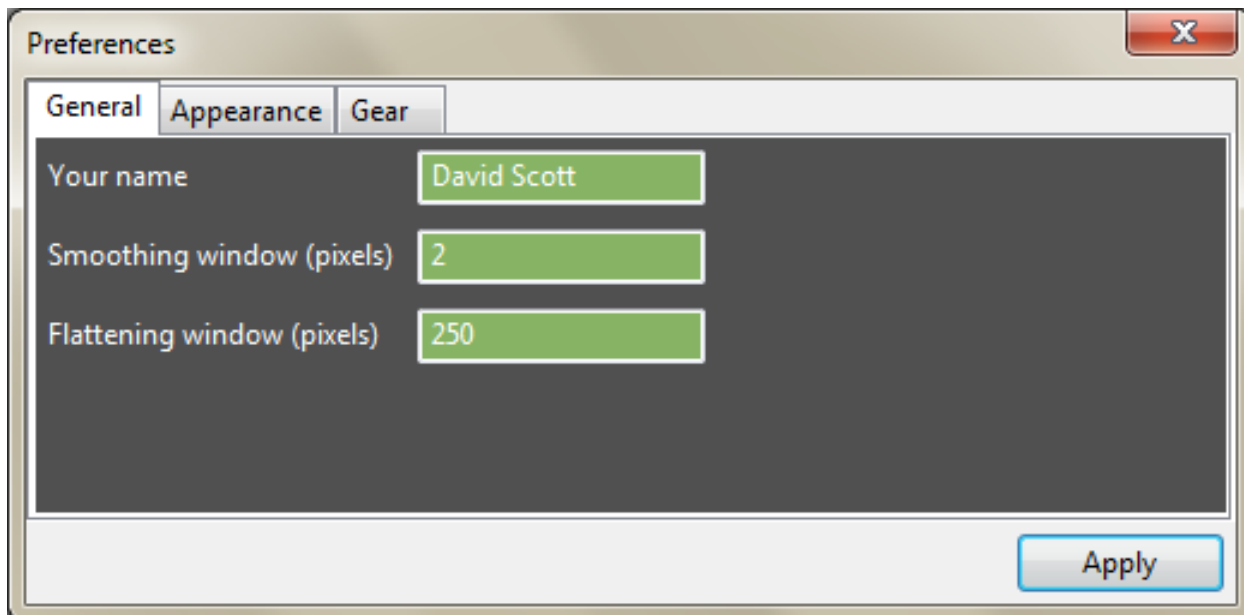 Preferences
General Appearance Gear
Your name David Scott
Smoothing window (pixels) 2
Flattening window (pixels) 250
Apply